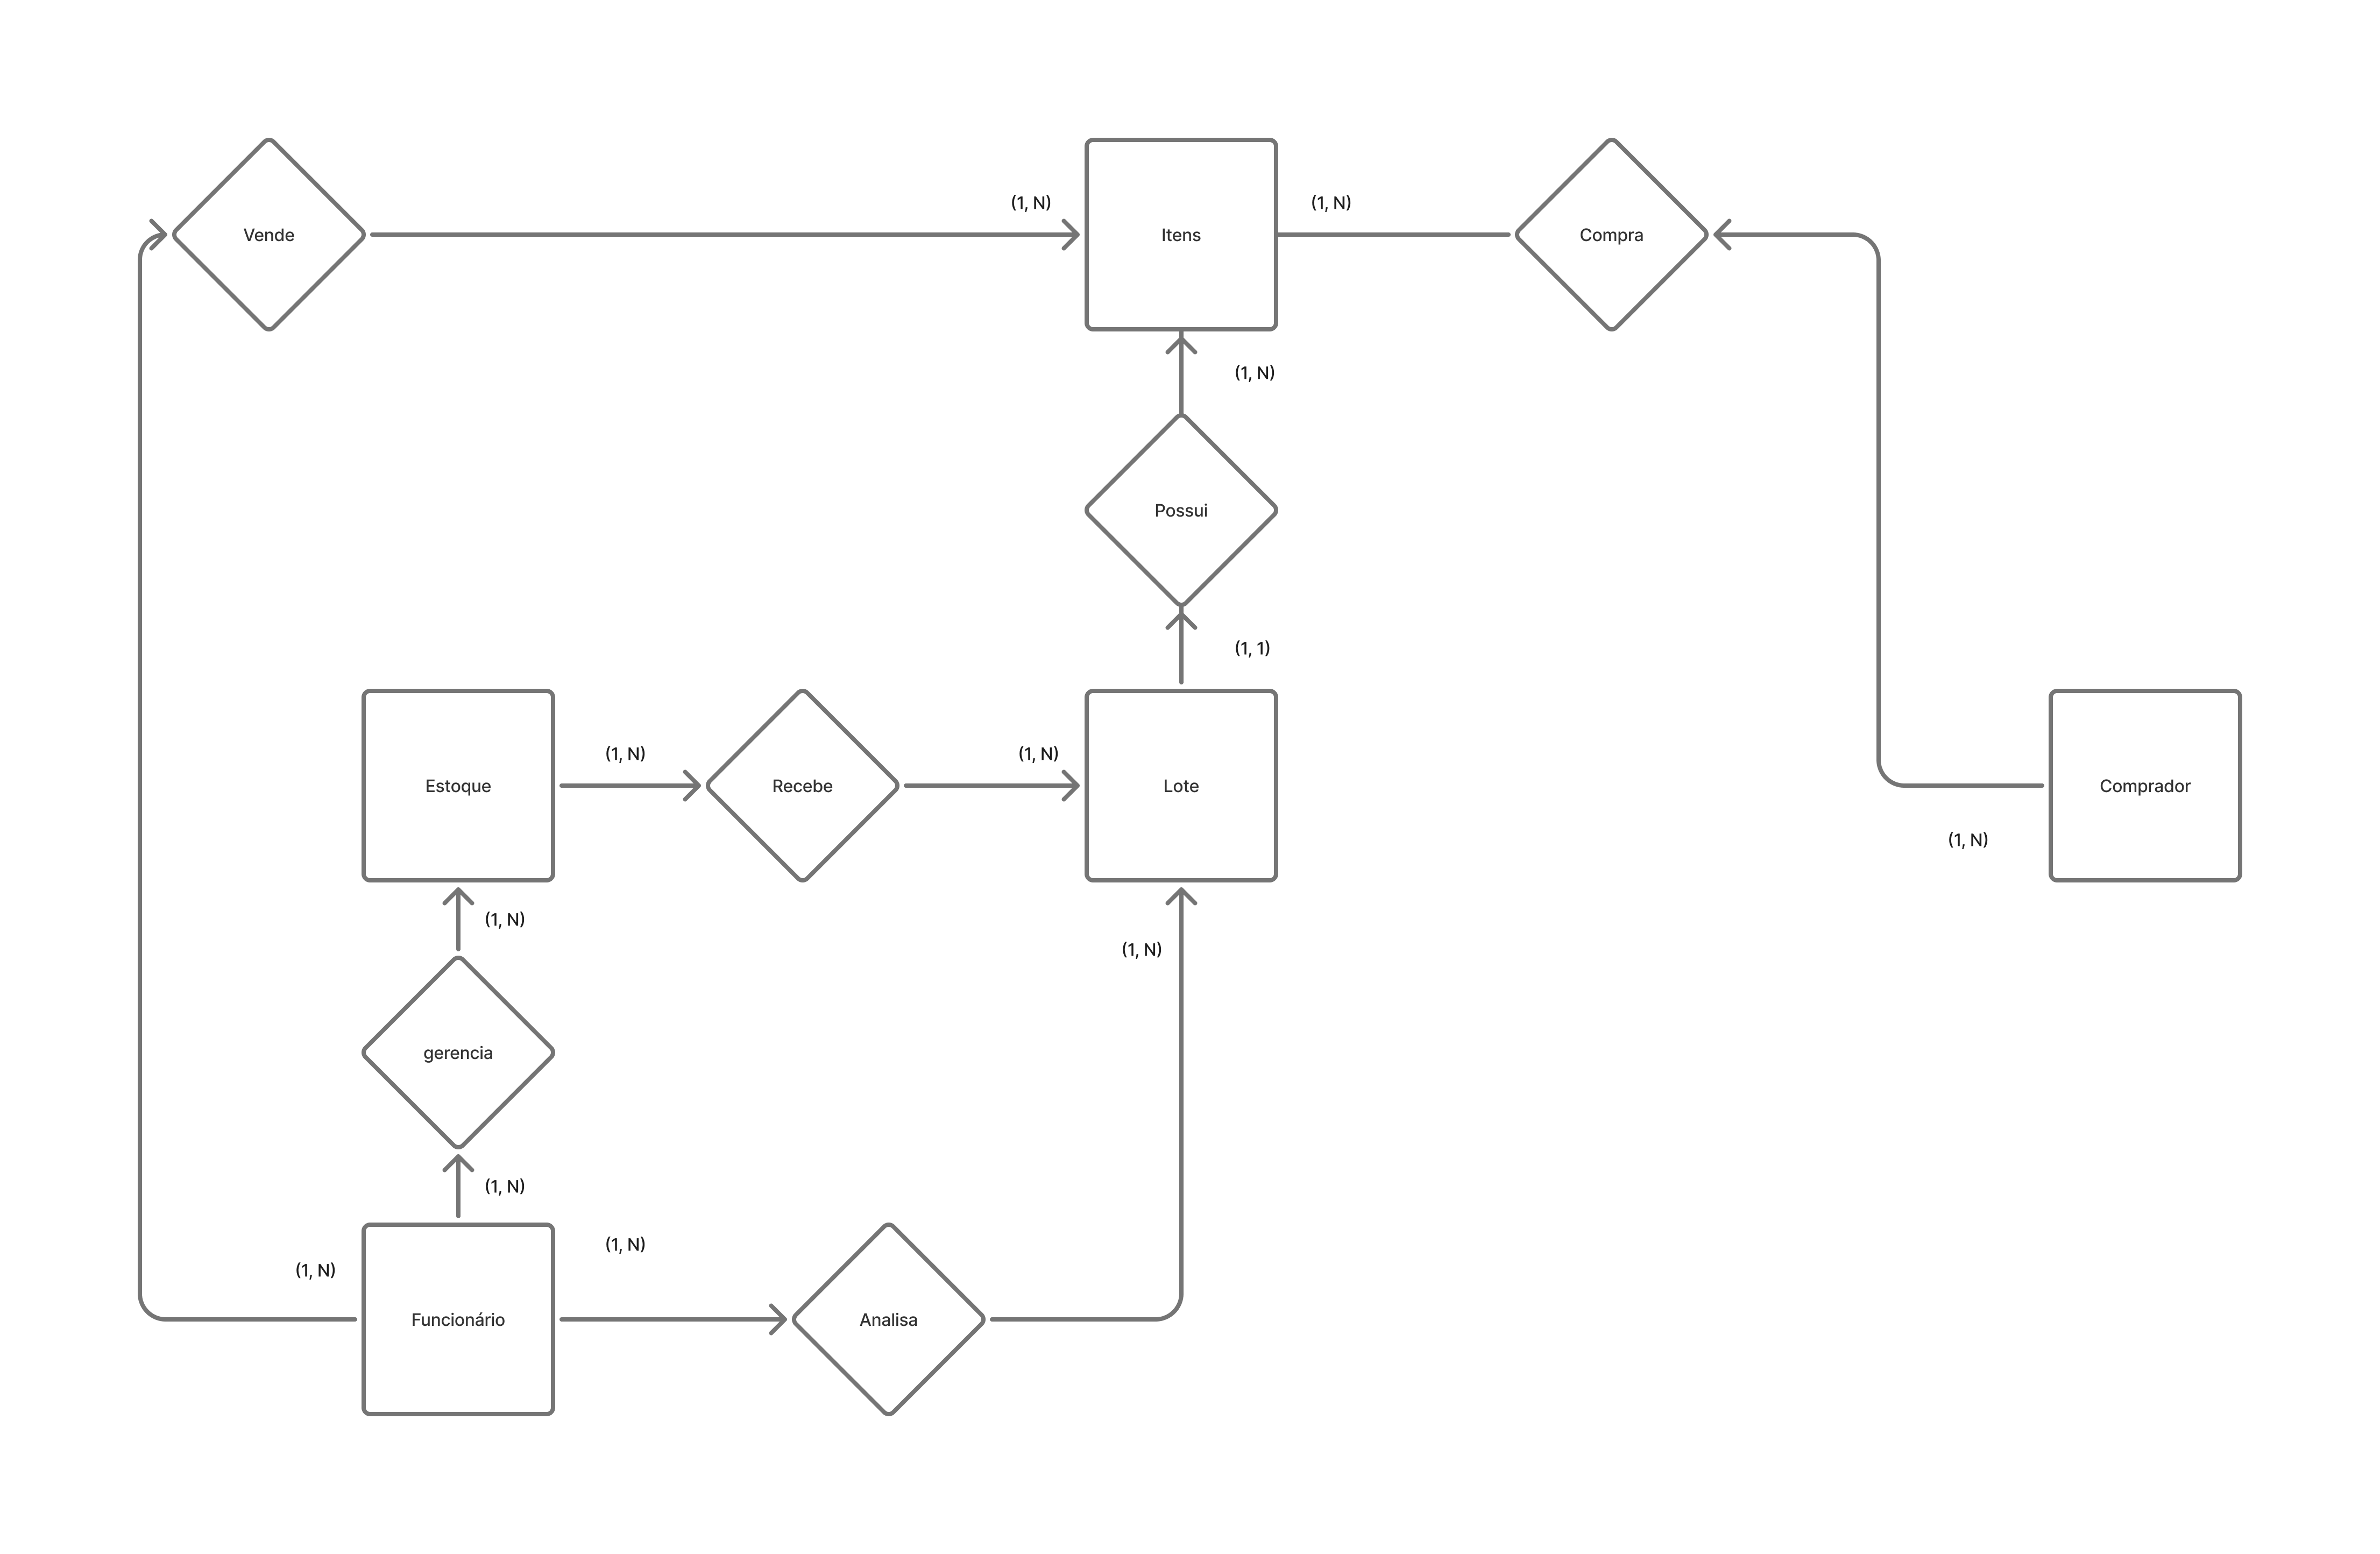 (1, N)
(1, N)
Vende
Itens
Compra
(1, N)
Possui
(1, 1)
(1, N)
(1, N)
Estoque
Recebe
Lote
Comprador
(1, N)
(1, N)
(1, N)
gerencia
(1, N)
(1, N)
(1, N)
Funcionário
Analisa